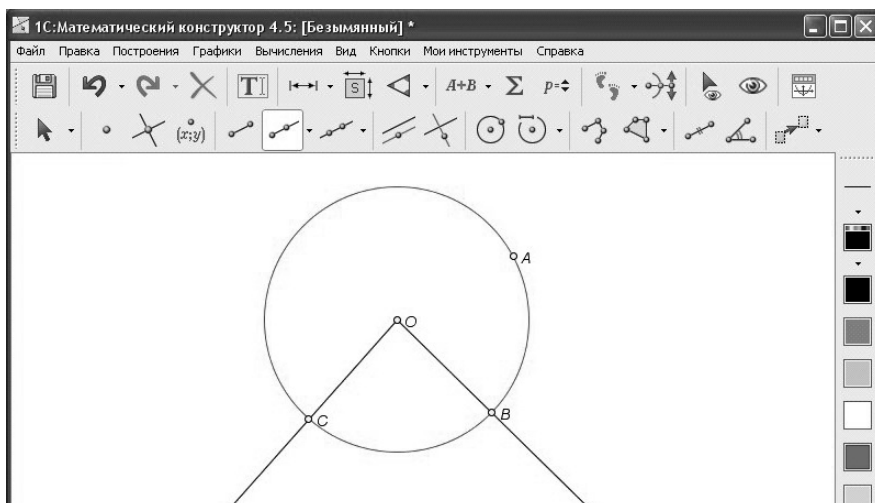 1С:Математический конструктор 4.5: [Безымянный] *
Файл Правка Построения Графики Вычисления Вид Кнопки Мои инструменты Справка
T S A+B Σ p=
(x;y)
A
O
C B